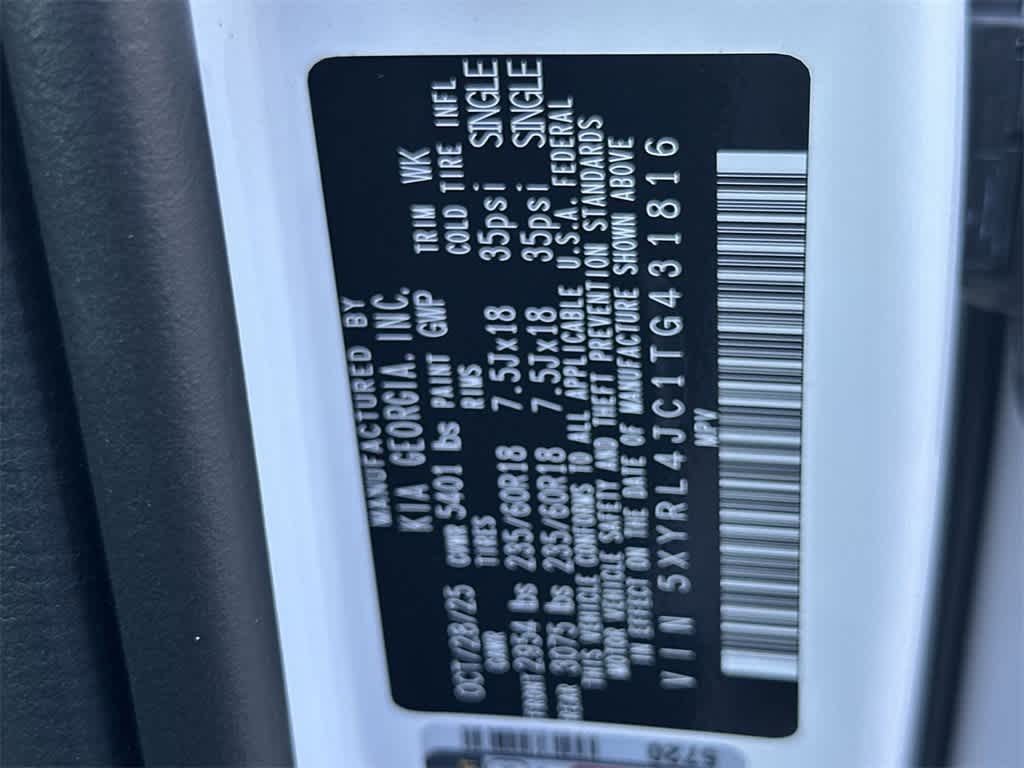 MANUFACTURED BY
KIA GEORGIA, INC.
OCT/28/25 GVWR 5401 lbs PAINT GWP TRIM WK
GAWR TIRES RIMS COLD TIRE INFL
FRONT 2954 lbs 235/60R18 7.5Jx18 35psi SINGLE
REAR 3075 lbs 235/60R18 7.5Jx18 35psi SINGLE
THIS VEHICLE CONFORMS TO ALL APPLICABLE U.S.A. FEDERAL
MOTOR VEHICLE SAFETY AND THEFT PREVENTION STANDARDS
IN EFFECT ON THE DATE OF MANUFACTURE SHOWN ABOVE
MPV
VIN 5XYRL4JC1TG431816
5720